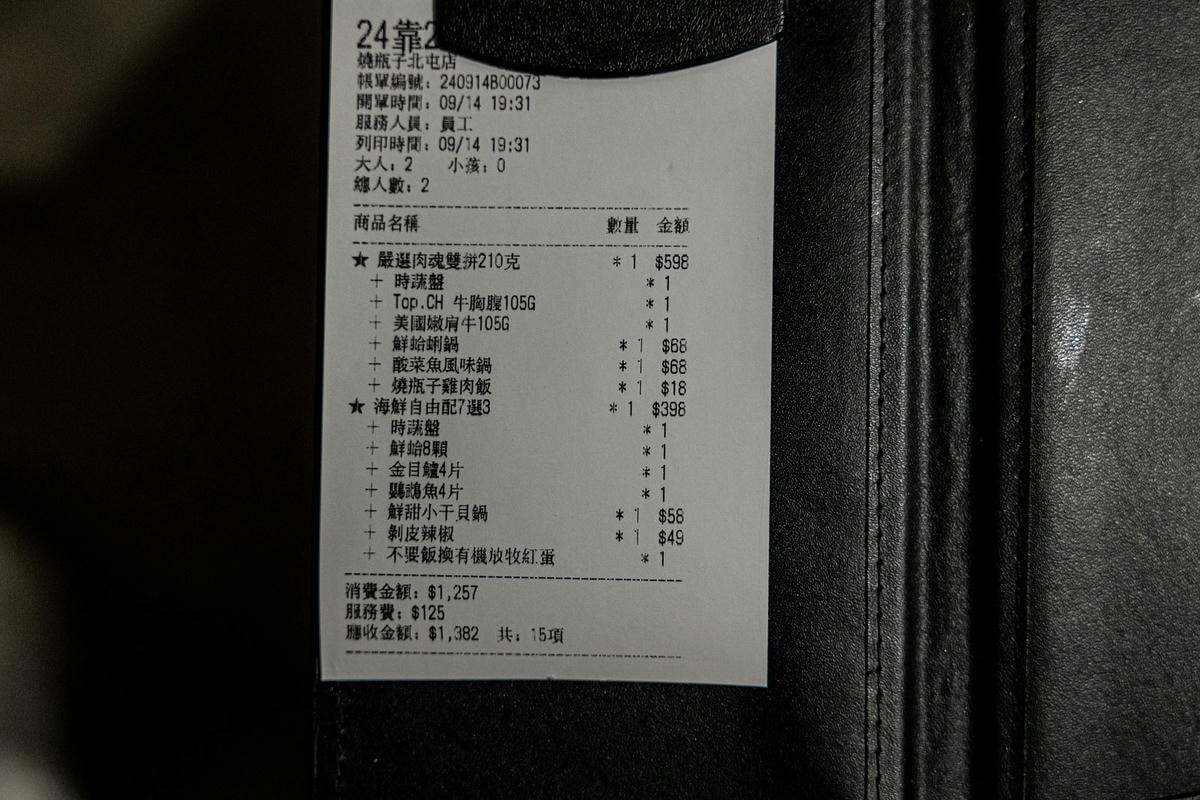 24靠2
燒瓶子北屯店
帳單編號：240914B00073
開單時間：09/14 19:31
服務人員：員工
列印時間：09/14 19:31
大人：2 小孩：0
總人數：2
商品名稱 數量 金額
★ 嚴選肉魂雙拼210克 * 1 $598
＋ 時蔬盤 * 1
＋ Top.CH 牛胸腹105G * 1
＋ 美國嫩肩牛105G * 1
＋ 鮮蛤蜊鍋 * 1 $68
＋ 酸菜魚風味鍋 * 1 $68
＋ 燒瓶子雞肉飯 * 1 $18
★ 海鮮自由配7選3 * 1 $398
＋ 時蔬盤 * 1
＋ 鮮蛤8顆 * 1
＋ 金目鱸4片 * 1
＋ 鸚鵡魚4片 * 1
＋ 鮮甜小干貝鍋 * 1 $58
＋ 剝皮辣椒 * 1 $49
＋ 不要飯換有機放牧紅蛋 * 1
消費金額：$1,257
服務費：$125
應收金額：$1,382 共：15項